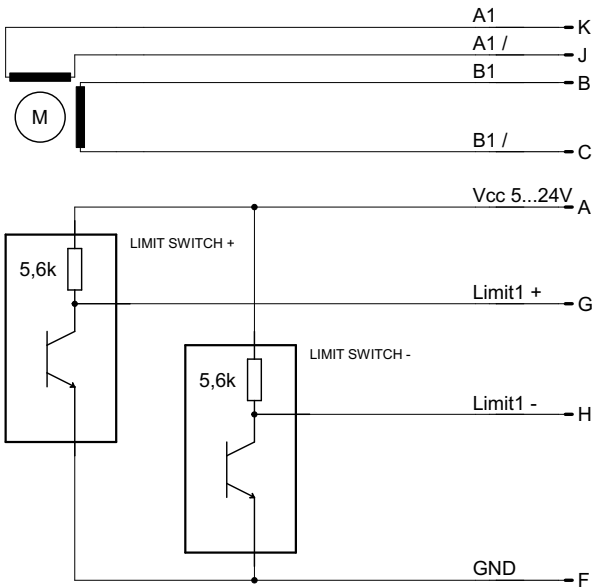 A1
K
A1 /
J
B1
B
M
B1 /
C
Vcc 5...24V
A
LIMIT SWITCH +
5,6k
Limit1 +
G
LIMIT SWITCH -
5,6k
Limit1 -
H
GND
F